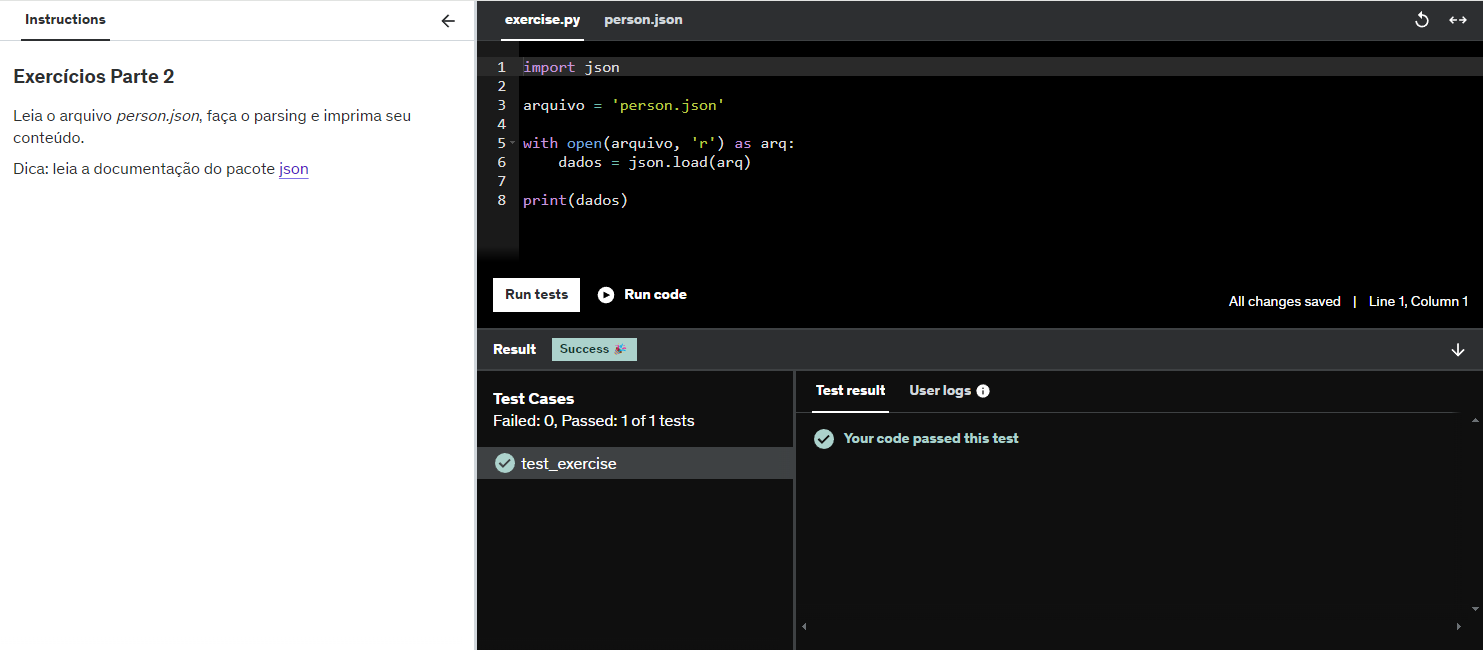 Instructions
Exercícios Parte 2
Leia o arquivo person.json, faça o parsing e imprima seu
conteúdo.
Dica: leia a documentação do pacote json
exercise.py person.json
1 import json
2
3 arquivo = 'person.json'
4
5 with open(arquivo, 'r') as arq:
6     dados = json.load(arq)
7
8 print(dados)
Run tests Run code
All changes saved | Line 1, Column 1
Result Success 🎉
Test Cases
Failed: 0, Passed: 1 of 1 tests
test_exercise
Test result User logs
Your code passed this test